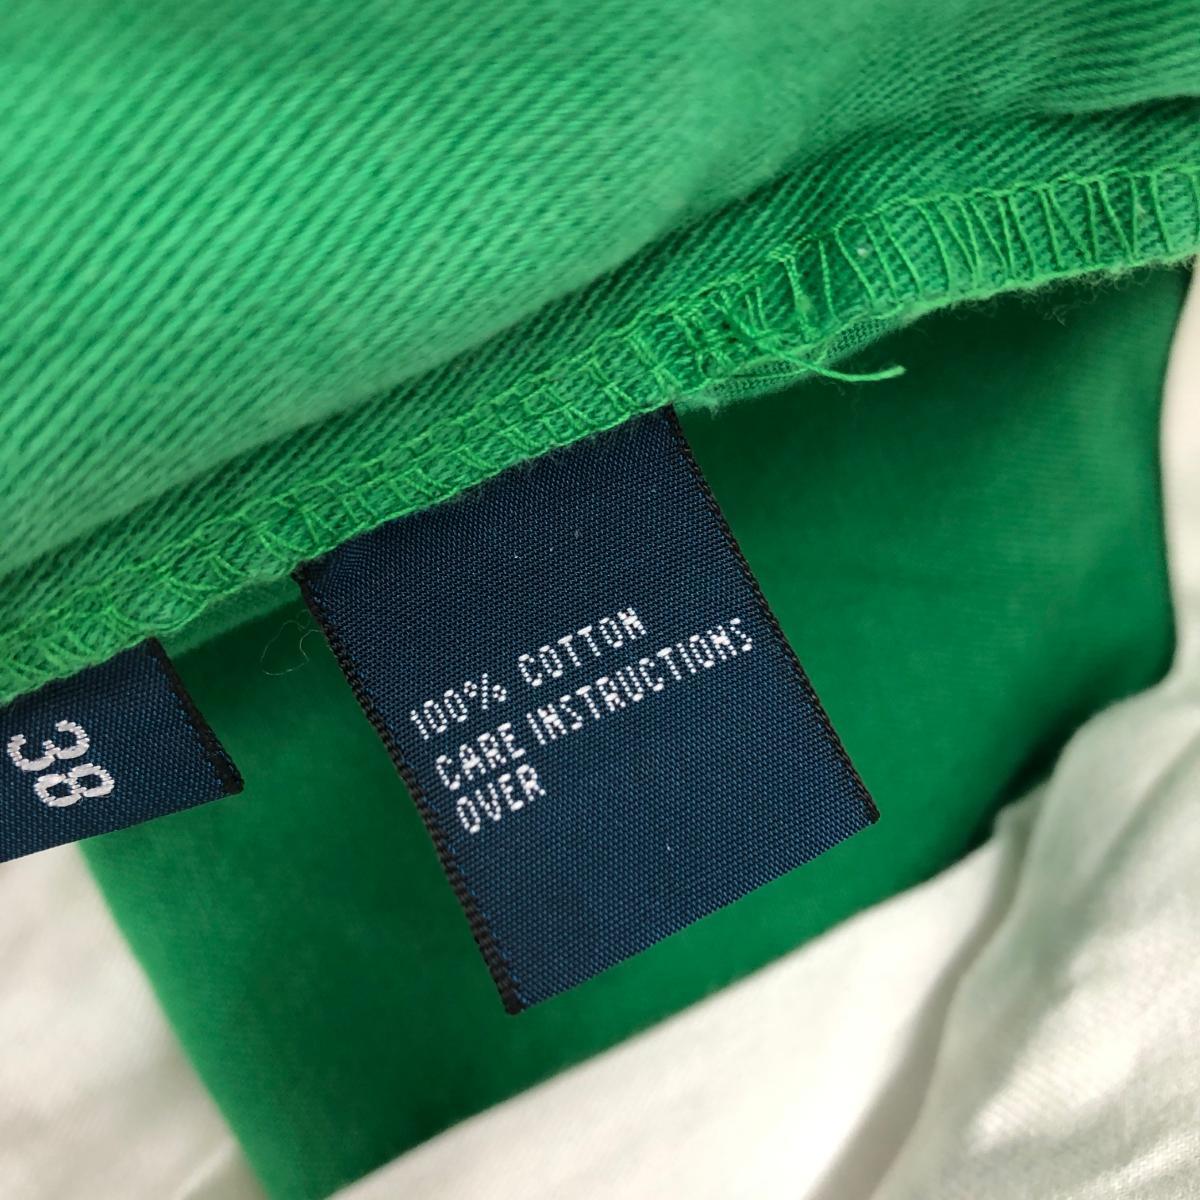 100% COTTON
CARE INSTRUCTIONS
OVER
38